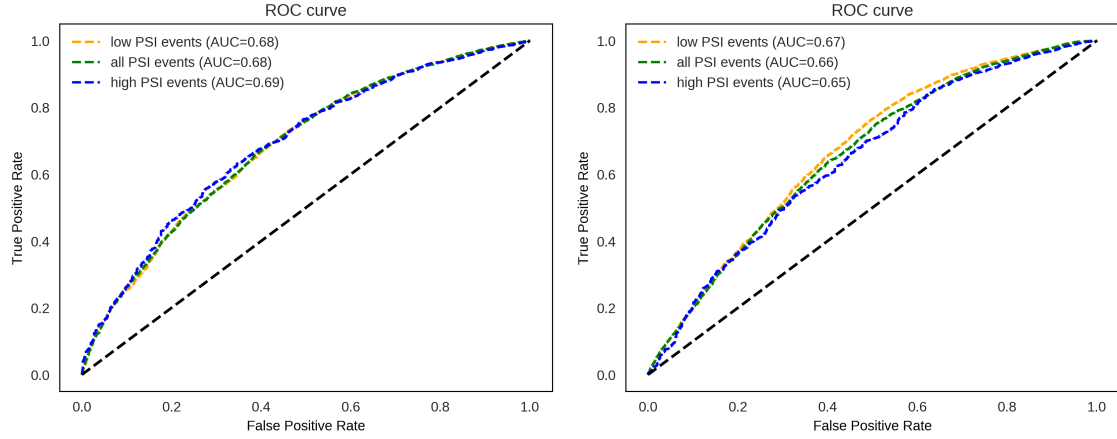 ROC curve
1.0
0.8
0.6
0.4
0.2
0.0
True Positive Rate
low PSI events (AUC=0.68)
all PSI events (AUC=0.68)
high PSI events (AUC=0.69)
0.0 0.2 0.4 0.6 0.8 1.0
False Positive Rate
ROC curve
1.0
0.8
0.6
0.4
0.2
0.0
True Positive Rate
low PSI events (AUC=0.67)
all PSI events (AUC=0.66)
high PSI events (AUC=0.65)
0.0 0.2 0.4 0.6 0.8 1.0
False Positive Rate